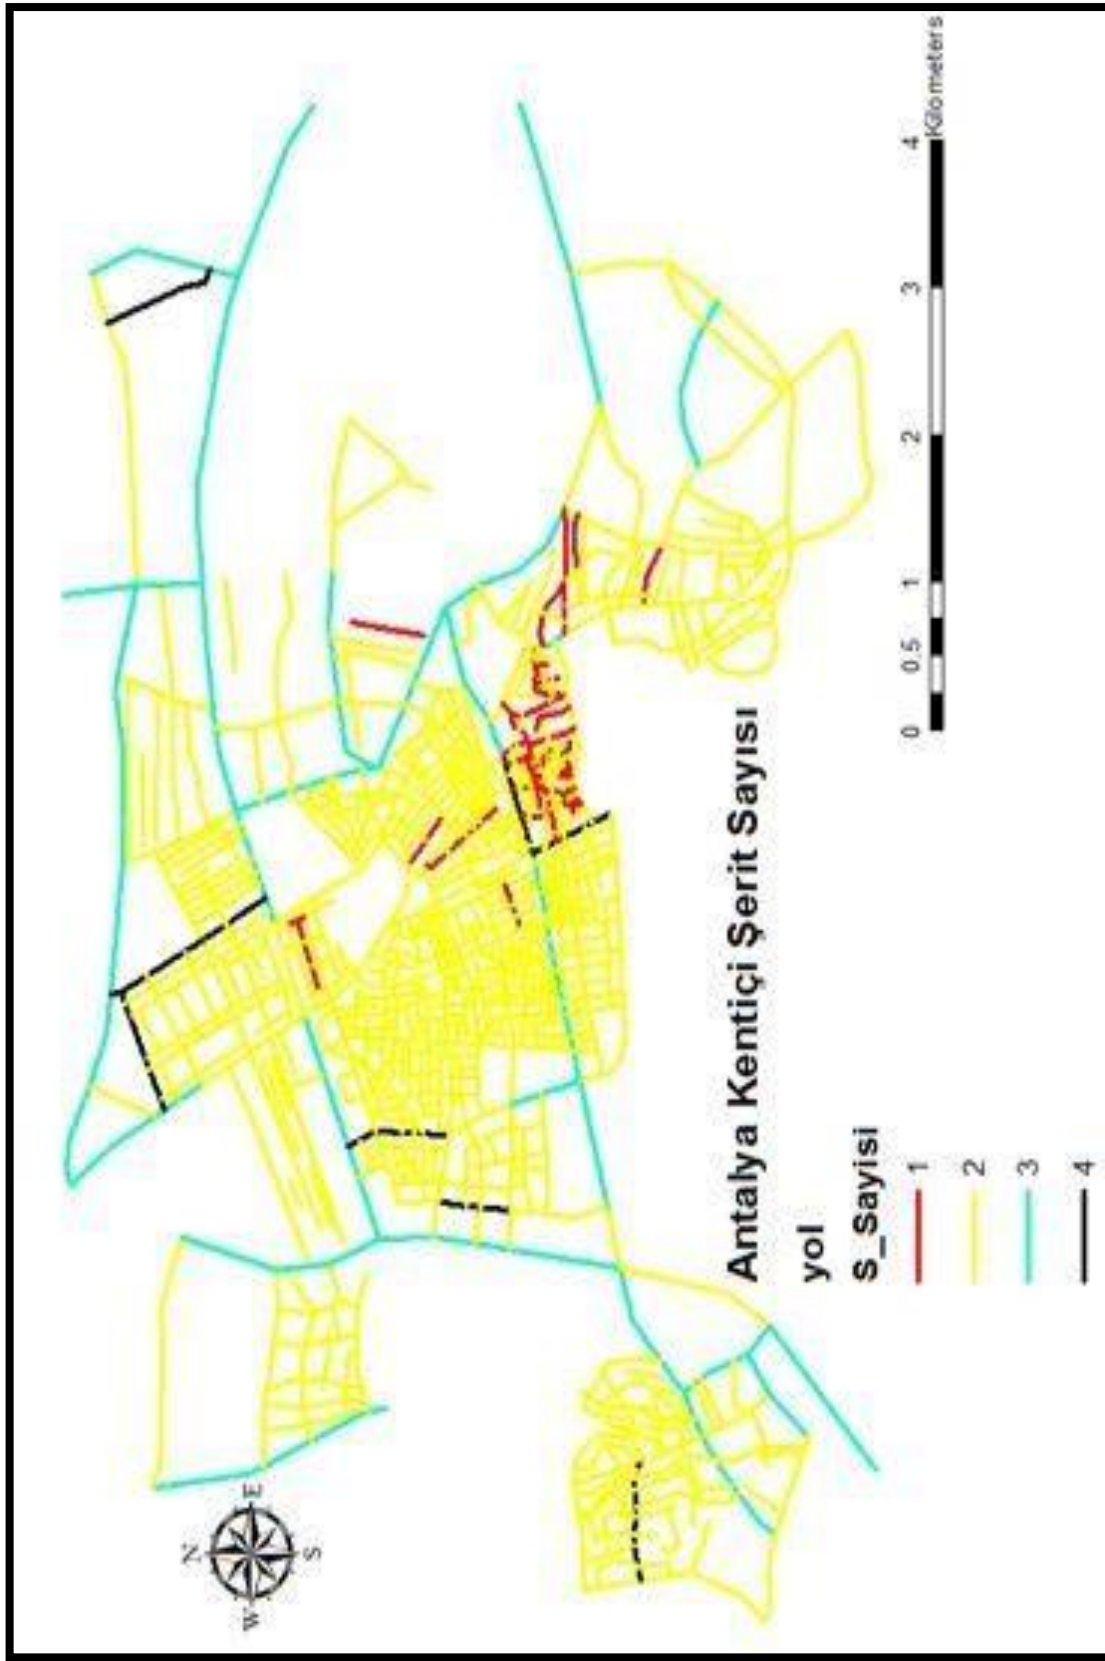 N
W E
S
Antalya Kentiçi Şerit Sayısı
yol
S_Sayisi
1
2
3
4
0 0.5 1 2 3 4
Kilometers